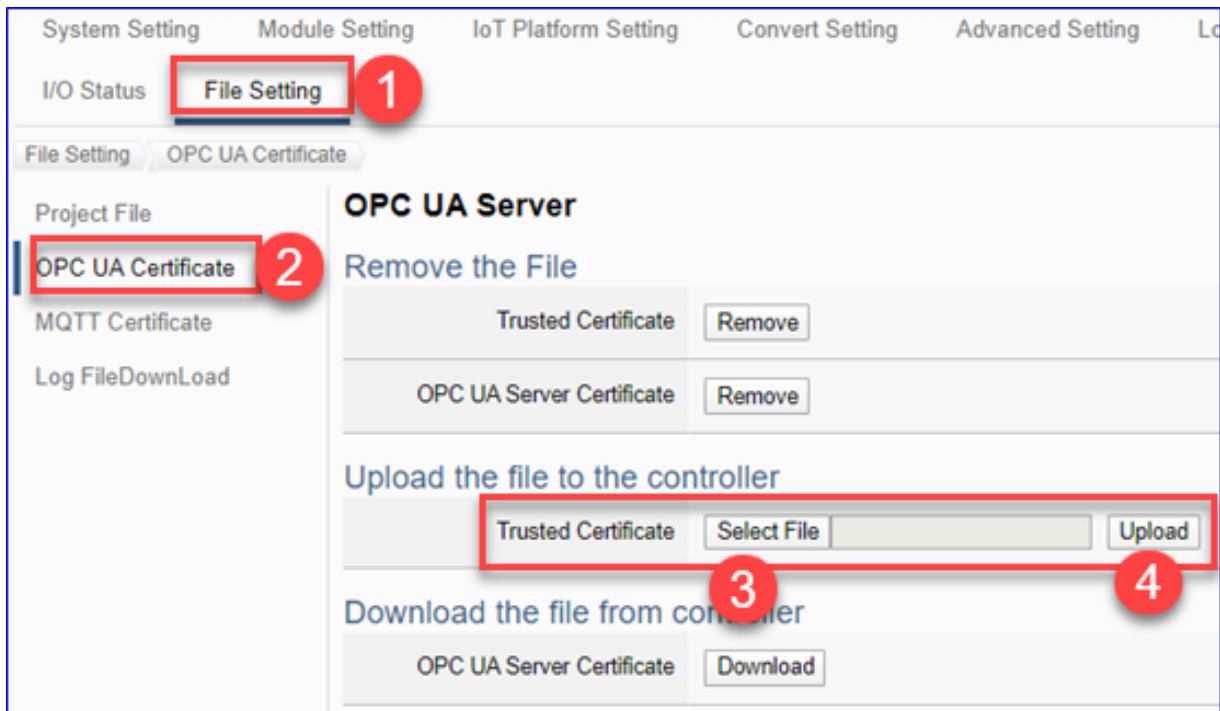 System Setting Module Setting IoT Platform Setting Convert Setting Advanced Setting
I/O Status File Setting 1
File Setting OPC UA Certificate
Project File
OPC UA Certificate 2
MQTT Certificate
Log FileDownLoad
OPC UA Server
Remove the File
Trusted Certificate Remove
OPC UA Server Certificate Remove
Upload the file to the controller
Trusted Certificate Select File Upload
3 4
Download the file from controller
OPC UA Server Certificate Download